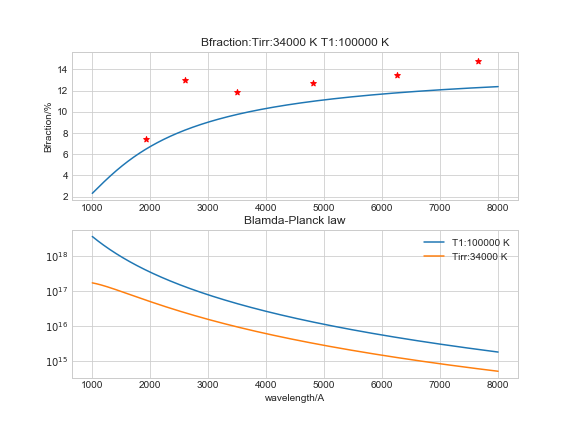 Bfraction:Tirr:34000 K T1:100000 K
Bfraction/%
14
12
10
8
6
4
2
1000 2000 3000 4000 5000 6000 7000 8000
Blamda-Planck law
T1:100000 K
Tirr:34000 K
10^18
10^17
10^16
10^15
1000 2000 3000 4000 5000 6000 7000 8000
wavelength/A